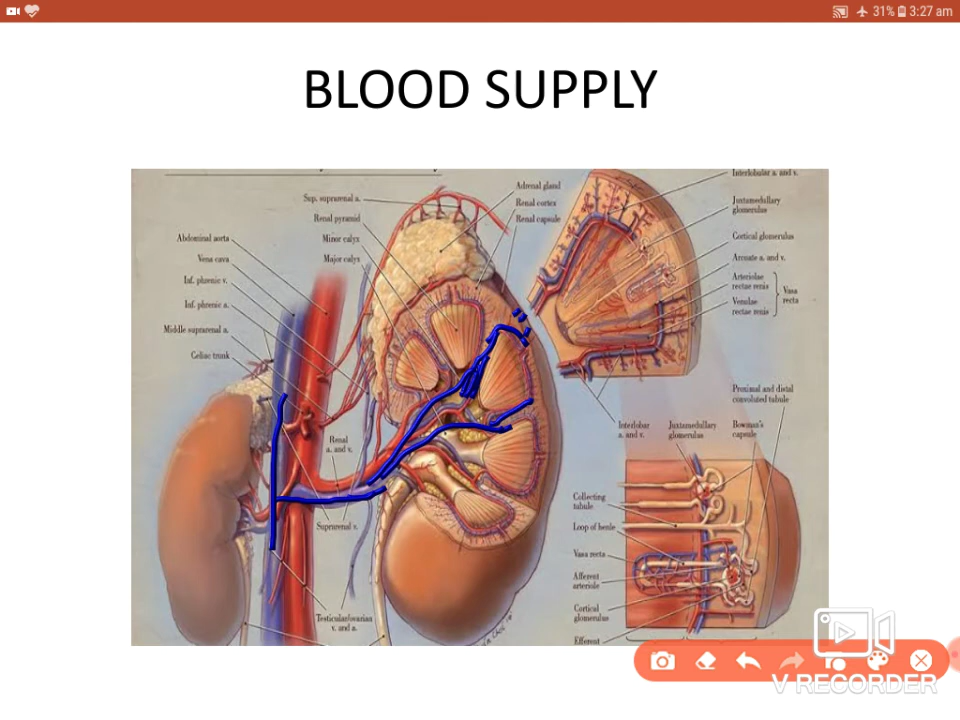 31% 3:27 am
BLOOD SUPPLY
Sup. suprarenal a.
Renal pyramid
Minor calyx
Major calyx
Adrenal gland
Renal cortex
Renal capsule
Abdominal aorta
Vena cava
Inf. phrenic v.
Inf. phrenic a.
Middle suprarenal a.
Celiac trunk
Renal
a. and v.
Suprarenal v.
Testicular/ovarian
v. and a.
Interlobular a. and v.
Juxtamedullary
glomerulus
Cortical glomerulus
Arcuate a. and v.
Arteriolae
rectae renis
Venulae
rectae renis
Vasa
recta
Interlobar
a. and v.
Juxtamedullary
glomerulus
Proximal and distal
convoluted tubule
Bowman's
capsule
Collecting
tubule
Loop of henle
Vasa recta
Afferent
arteriole
Cortical
glomerulus
Efferent
V RECORDER